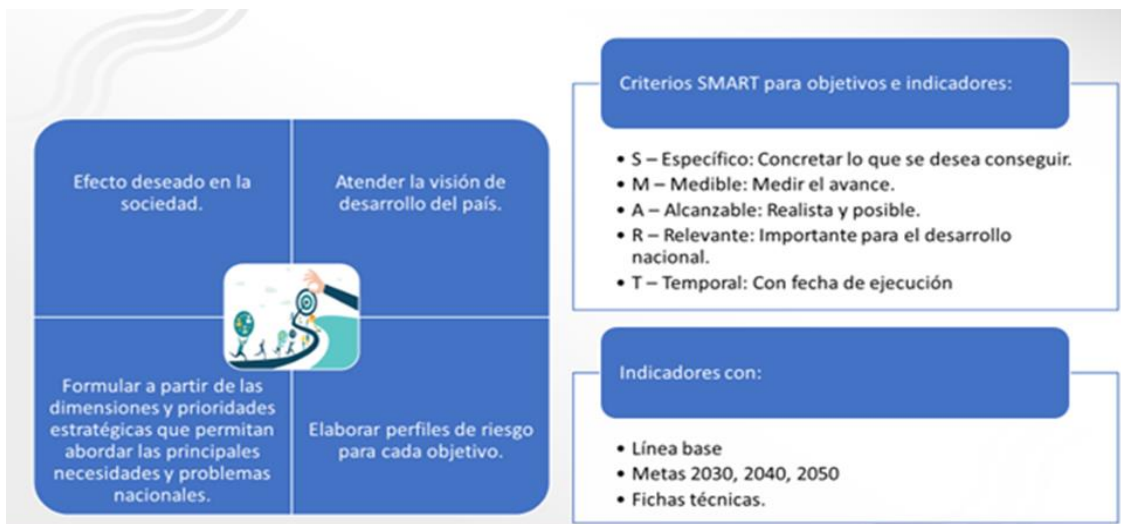 Efecto deseado en la
sociedad.
Atender la visión de
desarrollo del país.
Formular a partir de las
dimensiones y prioridades
estratégicas que permitan
abordar las principales
necesidades y problemas
nacionales.
Elaborar perfiles de riesgo
para cada objetivo.
Criterios SMART para objetivos e indicadores:
• S – Específico: Concretar lo que se desea conseguir.
• M – Medible: Medir el avance.
• A – Alcanzable: Realista y posible.
• R – Relevante: Importante para el desarrollo
nacional.
• T – Temporal: Con fecha de ejecución
Indicadores con:
• Línea base
• Metas 2030, 2040, 2050
• Fichas técnicas.